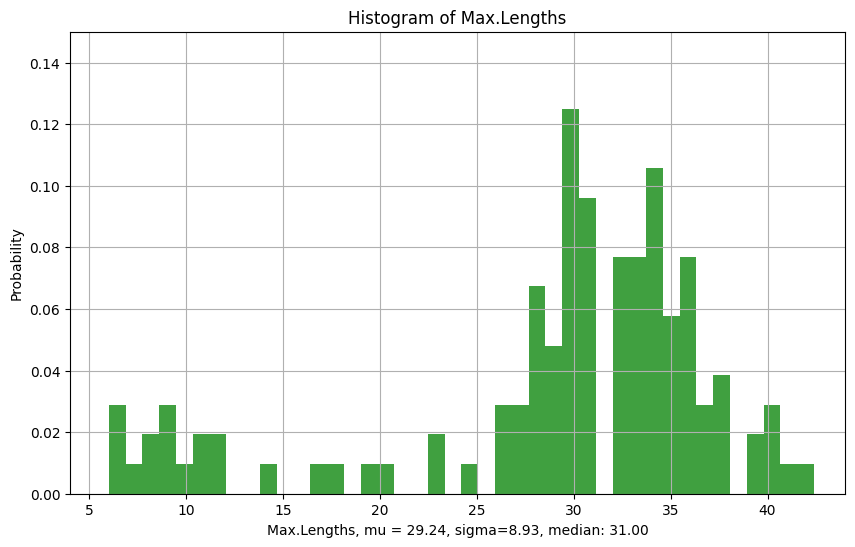 Histogram of Max.Lengths
0.14
0.12
0.10
0.08
0.06
0.04
0.02
0.00
Probability
5 10 15 20 25 30 35 40
Max.Lengths, mu = 29.24, sigma=8.93, median: 31.00